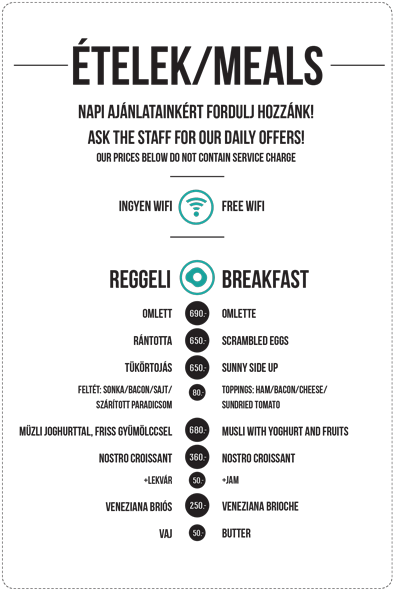 ÉTELEK/MEALS
NAPI AJÁNLATAINKÉRT FORDULJ HOZZÁNK!
ASK THE STAFF FOR OUR DAILY OFFERS!
OUR PRICES BELOW DO NOT CONTAIN SERVICE CHARGE
INGYEN WIFI FREE WIFI
REGGELI BREAKFAST
OMLETT 690.- OMLETTE
RÁNTOTTA 650.- SCRAMBLED EGGS
TÜKÖRTOJÁS 650.- SUNNY SIDE UP
FELTÉT: SONKA/BACON/SAJT/ 80.- TOPPINGS: HAM/BACON/CHEESE/
SZÁRÍTOTT PARADICSOM SUNDRIED TOMATO
MÜZLI JOGHURTTAL, FRISS GYÜMÖLCCSEL 680.- MUSLI WITH YOGHURT AND FRUITS
NOSTRO CROISSANT 360.- NOSTRO CROISSANT
+LEKVÁR 50.- +JAM
VENEZIANA BRIÓS 250.- VENEZIANA BRIOCHE
VAJ 50.- BUTTER